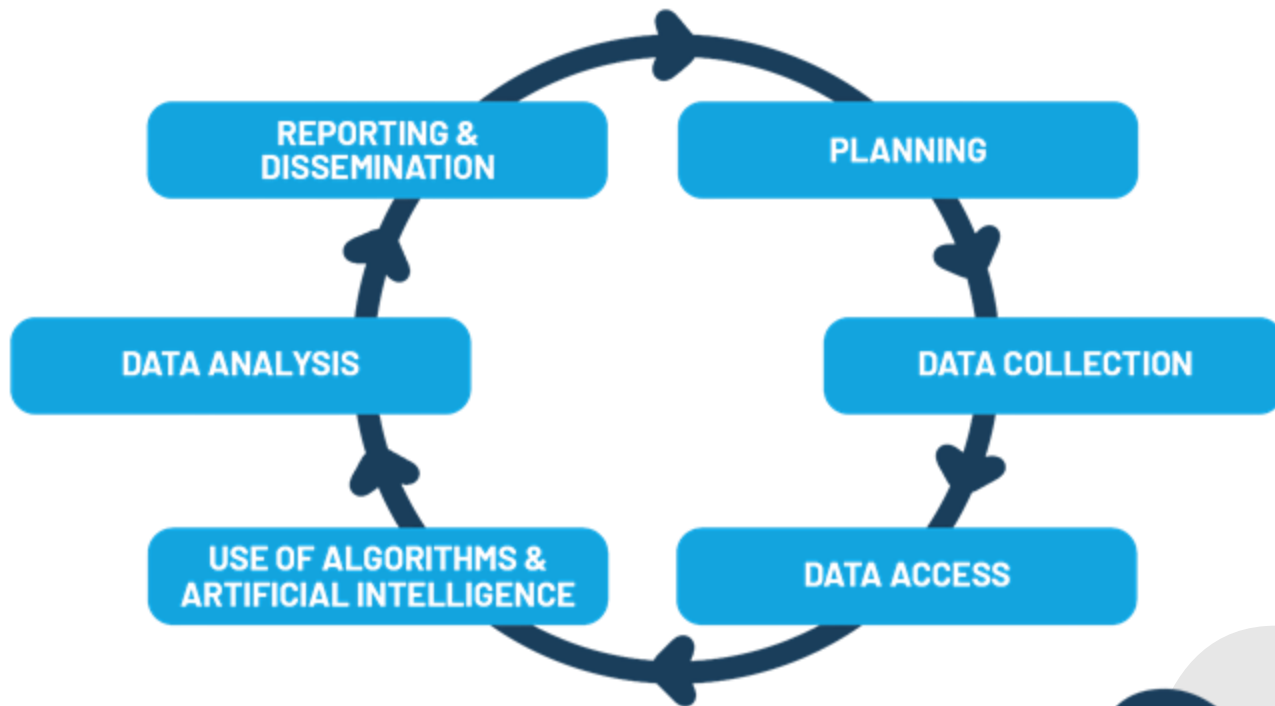 REPORTING &
DISSEMINATION
PLANNING
DATA ANALYSIS
DATA COLLECTION
USE OF ALGORITHMS &
ARTIFICIAL INTELLIGENCE
DATA ACCESS